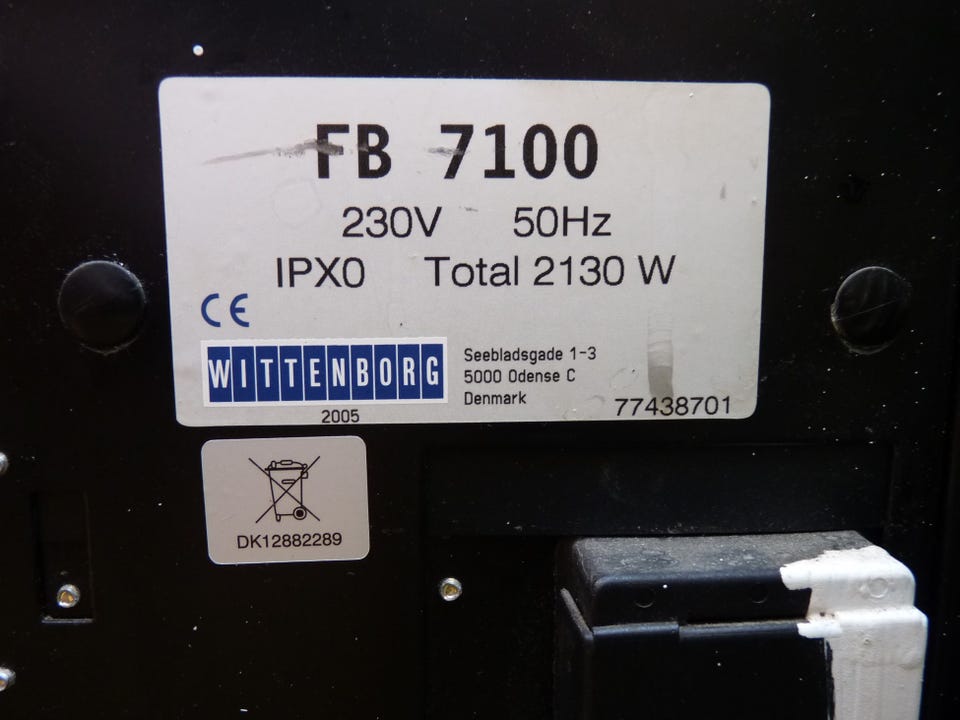 FB 7100
230V 50Hz
IPX0 Total 2130 W
CE
WITTENBORG
Seebladsgade 1-3
5000 Odense C
Denmark
2005
77438701
DK12882289